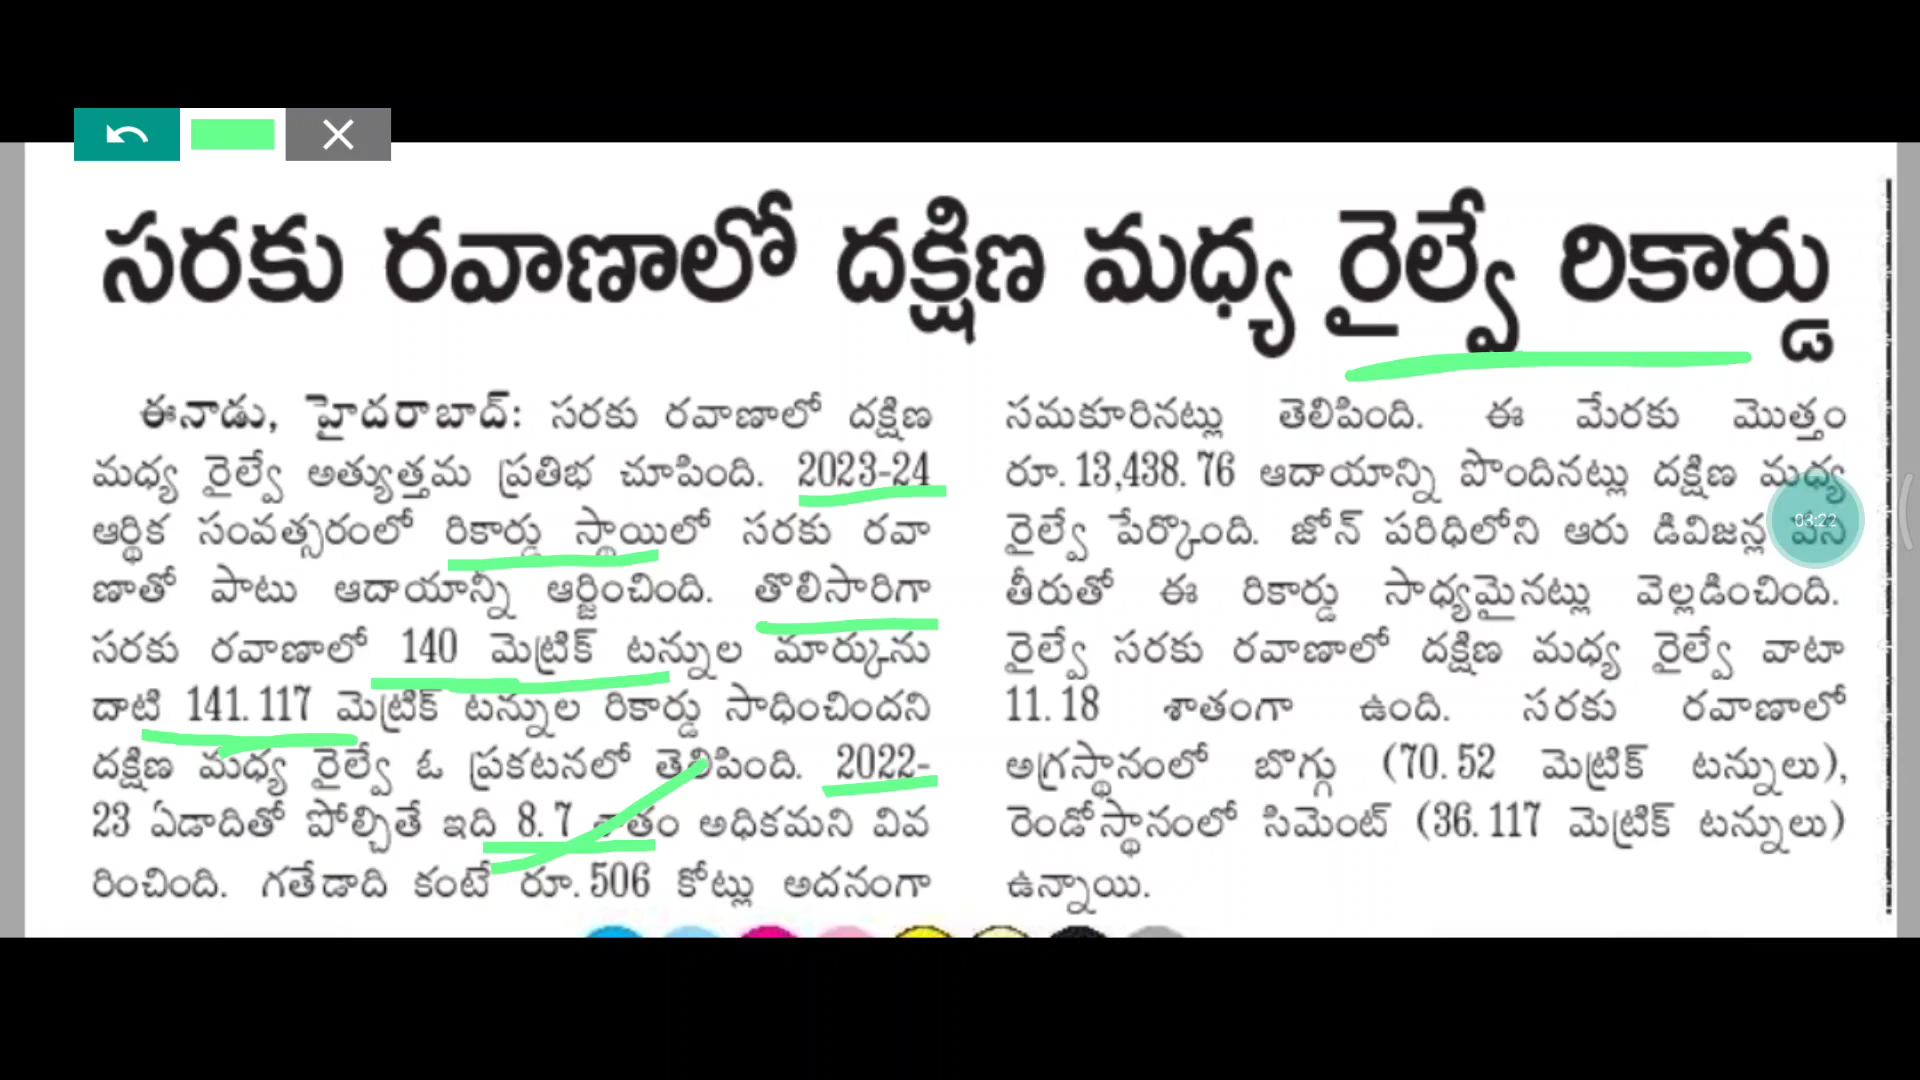 సరకు రవాణాలో దక్షిణ మధ్య రైల్వే రికార్డు
ఈనాడు, హైదరాబాద్: సరకు రవాణాలో దక్షిణ
మధ్య రైల్వే అత్యుత్తమ ప్రతిభ చూపింది. 2023-24
ఆర్థిక సంవత్సరంలో రికార్డు స్థాయిలో సరకు రవా
ణాతో పాటు ఆదాయాన్నీ ఆర్జించింది. తొలిసారిగా
సరకు రవాణాలో 140 మెట్రిక్ టన్నుల మార్కును
దాటి 141.117 మెట్రిక్ టన్నుల రికార్డు సాధించిందని
దక్షిణ మధ్య రైల్వే ఓ ప్రకటనలో తెలిపింది. 2022-
23 ఏడాదితో పోల్చితే ఇది 8.7 శాతం అధికమని వివ
రించింది. గతేడాది కంటే రూ.506 కోట్లు అదనంగా
సమకూరినట్లు తెలిపింది. ఈ మేరకు మొత్తం
రూ.13,438.76 ఆదాయాన్ని పొందినట్లు దక్షిణ మధ్య
రైల్వే పేర్కొంది. జోన్ పరిధిలోని ఆరు డివిజన్ల పని
03:22
తీరుతో ఈ రికార్డు సాధ్యమైనట్లు వెల్లడించింది.
రైల్వే సరకు రవాణాలో దక్షిణ మధ్య రైల్వే వాటా
11.18 శాతంగా ఉంది. సరకు రవాణాలో
అగ్రస్థానంలో బొగ్గు (70.52 మెట్రిక్ టన్నులు),
రెండోస్థానంలో సిమెంట్ (36.117 మెట్రిక్ టన్నులు)
ఉన్నాయి.